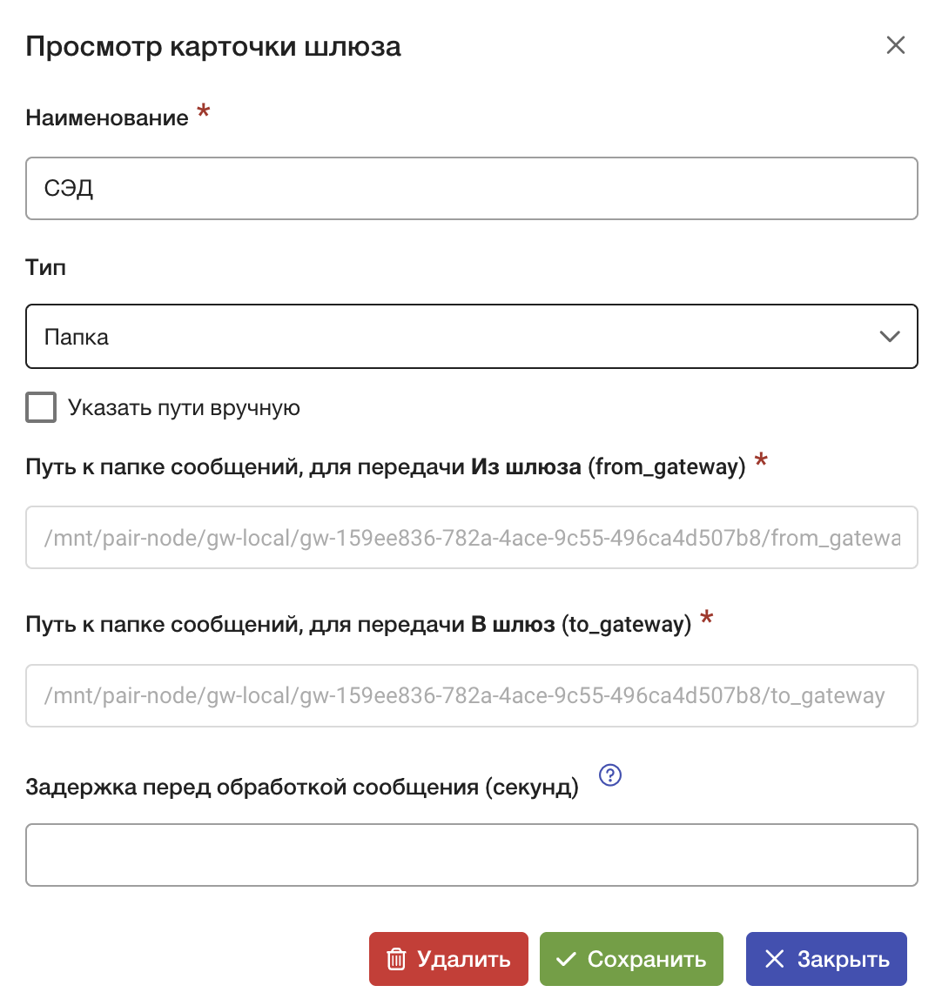 Просмотр карточки шлюза
Наименование *
СЭД
Тип
Папка
Указать пути вручную
Путь к папке сообщений, для передачи Из шлюза (from_gateway) *
/mnt/pair-node/gw-local/gw-159ee836-782a-4ace-9c55-496ca4d507b8/from_gatewa
Путь к папке сообщений, для передачи В шлюз (to_gateway) *
/mnt/pair-node/gw-local/gw-159ee836-782a-4ace-9c55-496ca4d507b8/to_gateway
Задержка перед обработкой сообщения (секунд) ?
Удалить Сохранить Закрыть